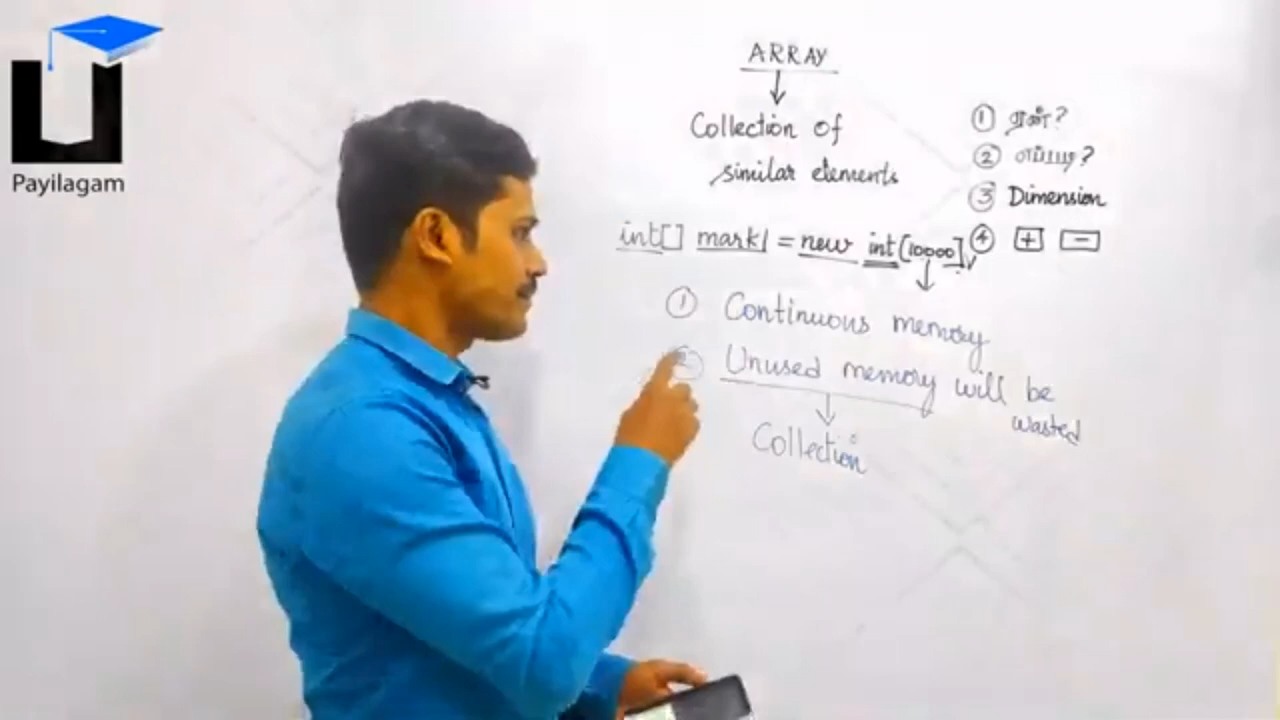 Payilagam
ARRAY
Collection of
similar elements
① ஏன்?
② எப்படி?
③ Dimension
④ + -
int[] mark1 = new int[10000]
① Continuous memory
② Unused memory will be
wasted
Collection